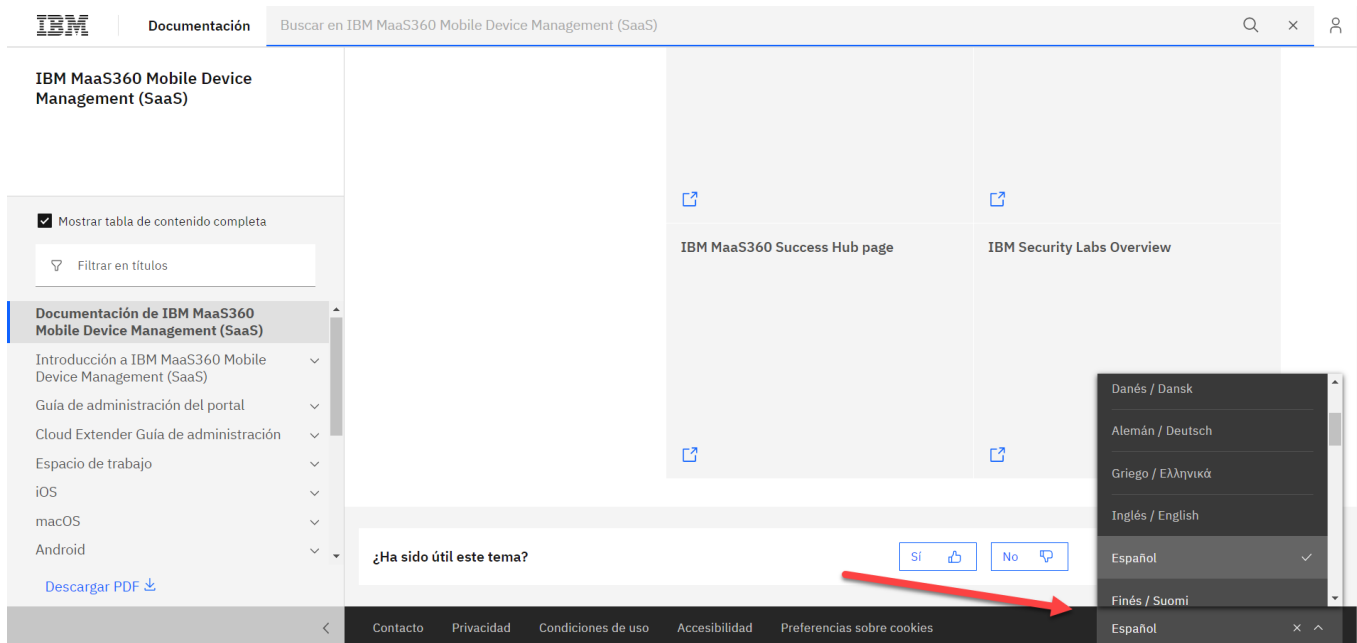 IBM
Documentación
Buscar en IBM MaaS360 Mobile Device Management (SaaS)
IBM MaaS360 Mobile Device
Management (SaaS)
Mostrar tabla de contenido completa
Filtrar en títulos
Documentación de IBM MaaS360
Mobile Device Management (SaaS)
Introducción a IBM MaaS360 Mobile
Device Management (SaaS)
Guía de administración del portal
Cloud Extender Guía de administración
Espacio de trabajo
iOS
macOS
Android
Descargar PDF
IBM MaaS360 Success Hub page
IBM Security Labs Overview
¿Ha sido útil este tema?
Sí
No
Danés / Dansk
Alemán / Deutsch
Griego / Ελληνικά
Inglés / English
Español
Finés / Suomi
Español
Contacto
Privacidad
Condiciones de uso
Accesibilidad
Preferencias sobre cookies